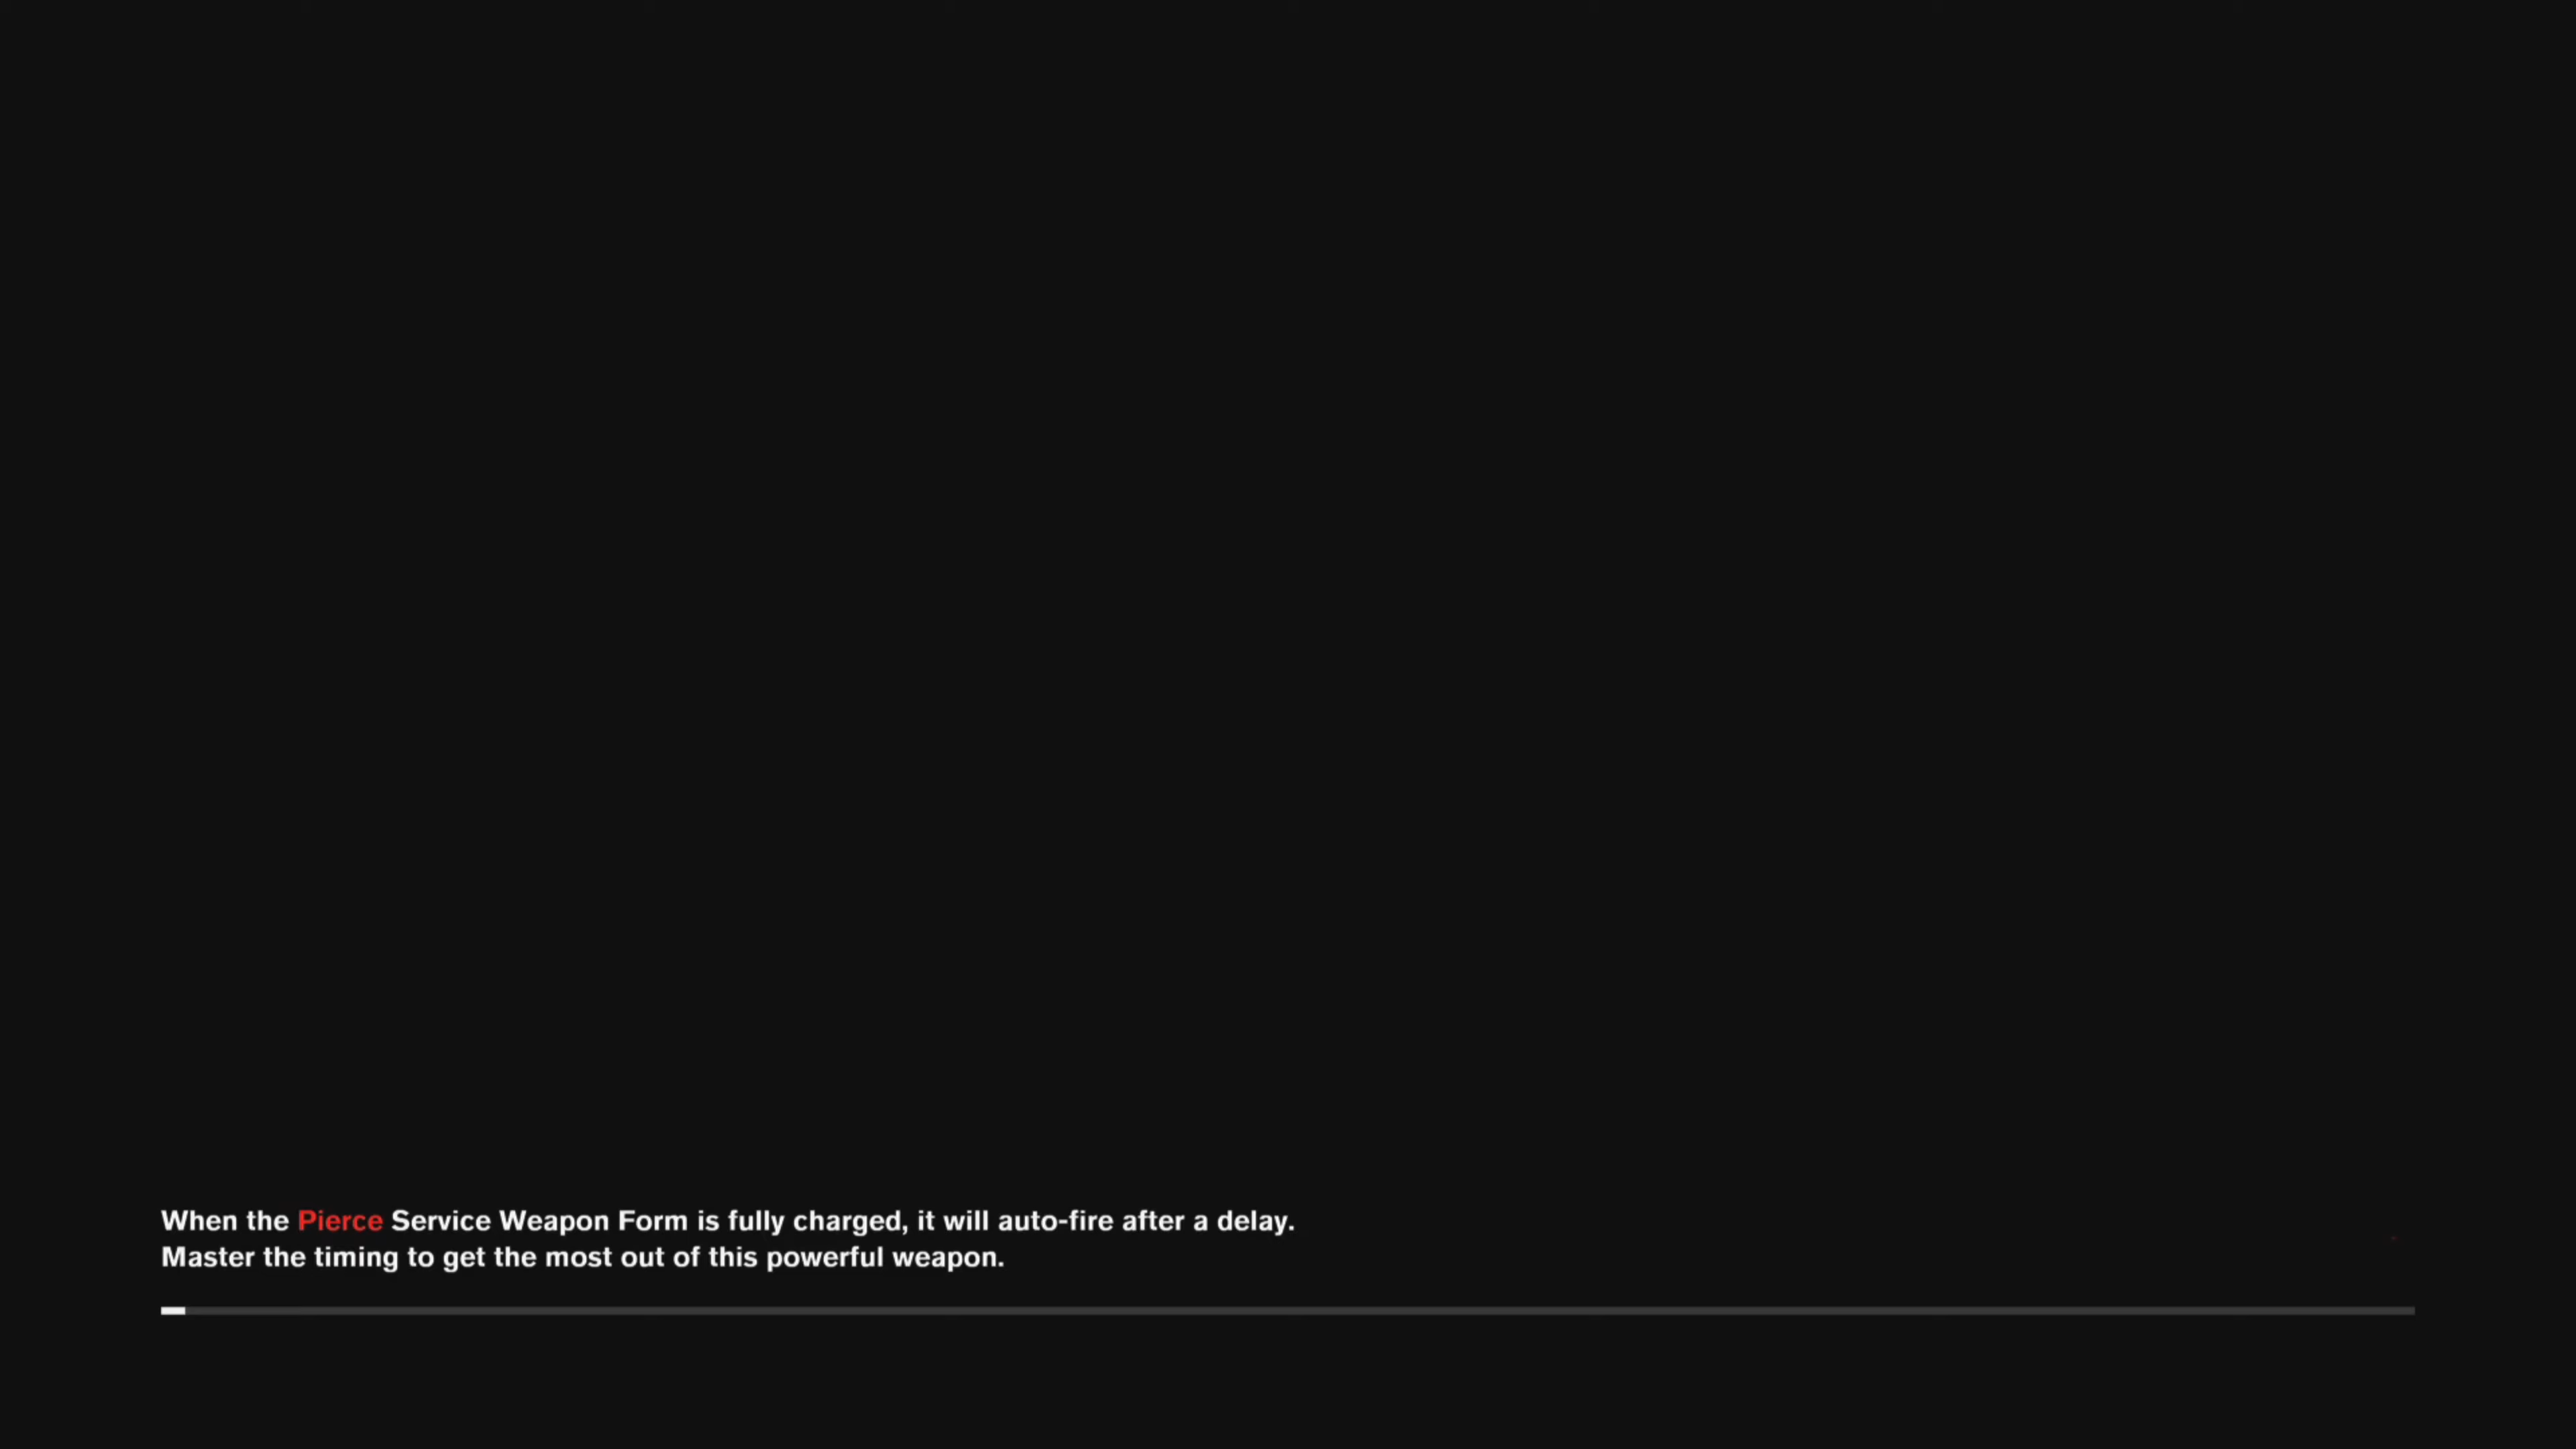 When the Pierce Service Weapon Form is fully charged, it will auto-fire after a delay.
Master the timing to get the most out of this powerful weapon.